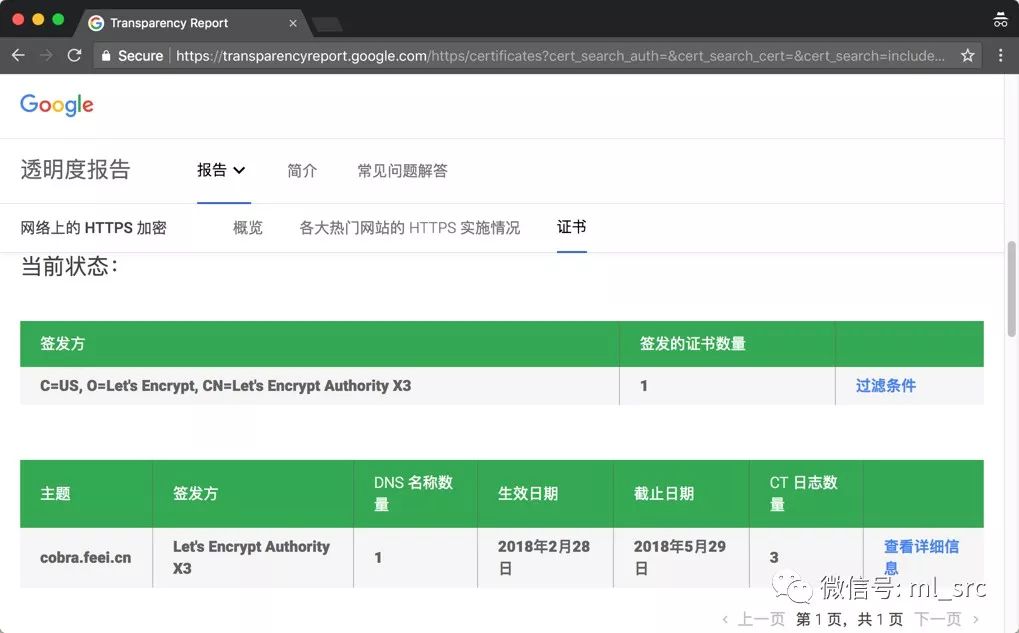 Transparency Report
Secure https://transparencyreport.google.com/https/certificates?cert_search_auth=&cert_search_cert=&cert_search=include...
Google
透明度报告 报告 简介 常见问题解答
网络上的 HTTPS 加密 概览 各大热门网站的 HTTPS 实施情况 证书
当前状态:
签发方 签发的证书数量
C=US, O=Let's Encrypt, CN=Let's Encrypt Authority X3 1 过滤条件
主题 签发方 DNS 名称数量 生效日期 截止日期 CT 日志数量
cobra.feei.cn Let's Encrypt Authority X3 1 2018年2月28日 2018年5月29日 3 查看详细信息
微信号: ml_src
‹ 上一页 第 1 页，共 1 页 下一页 ›